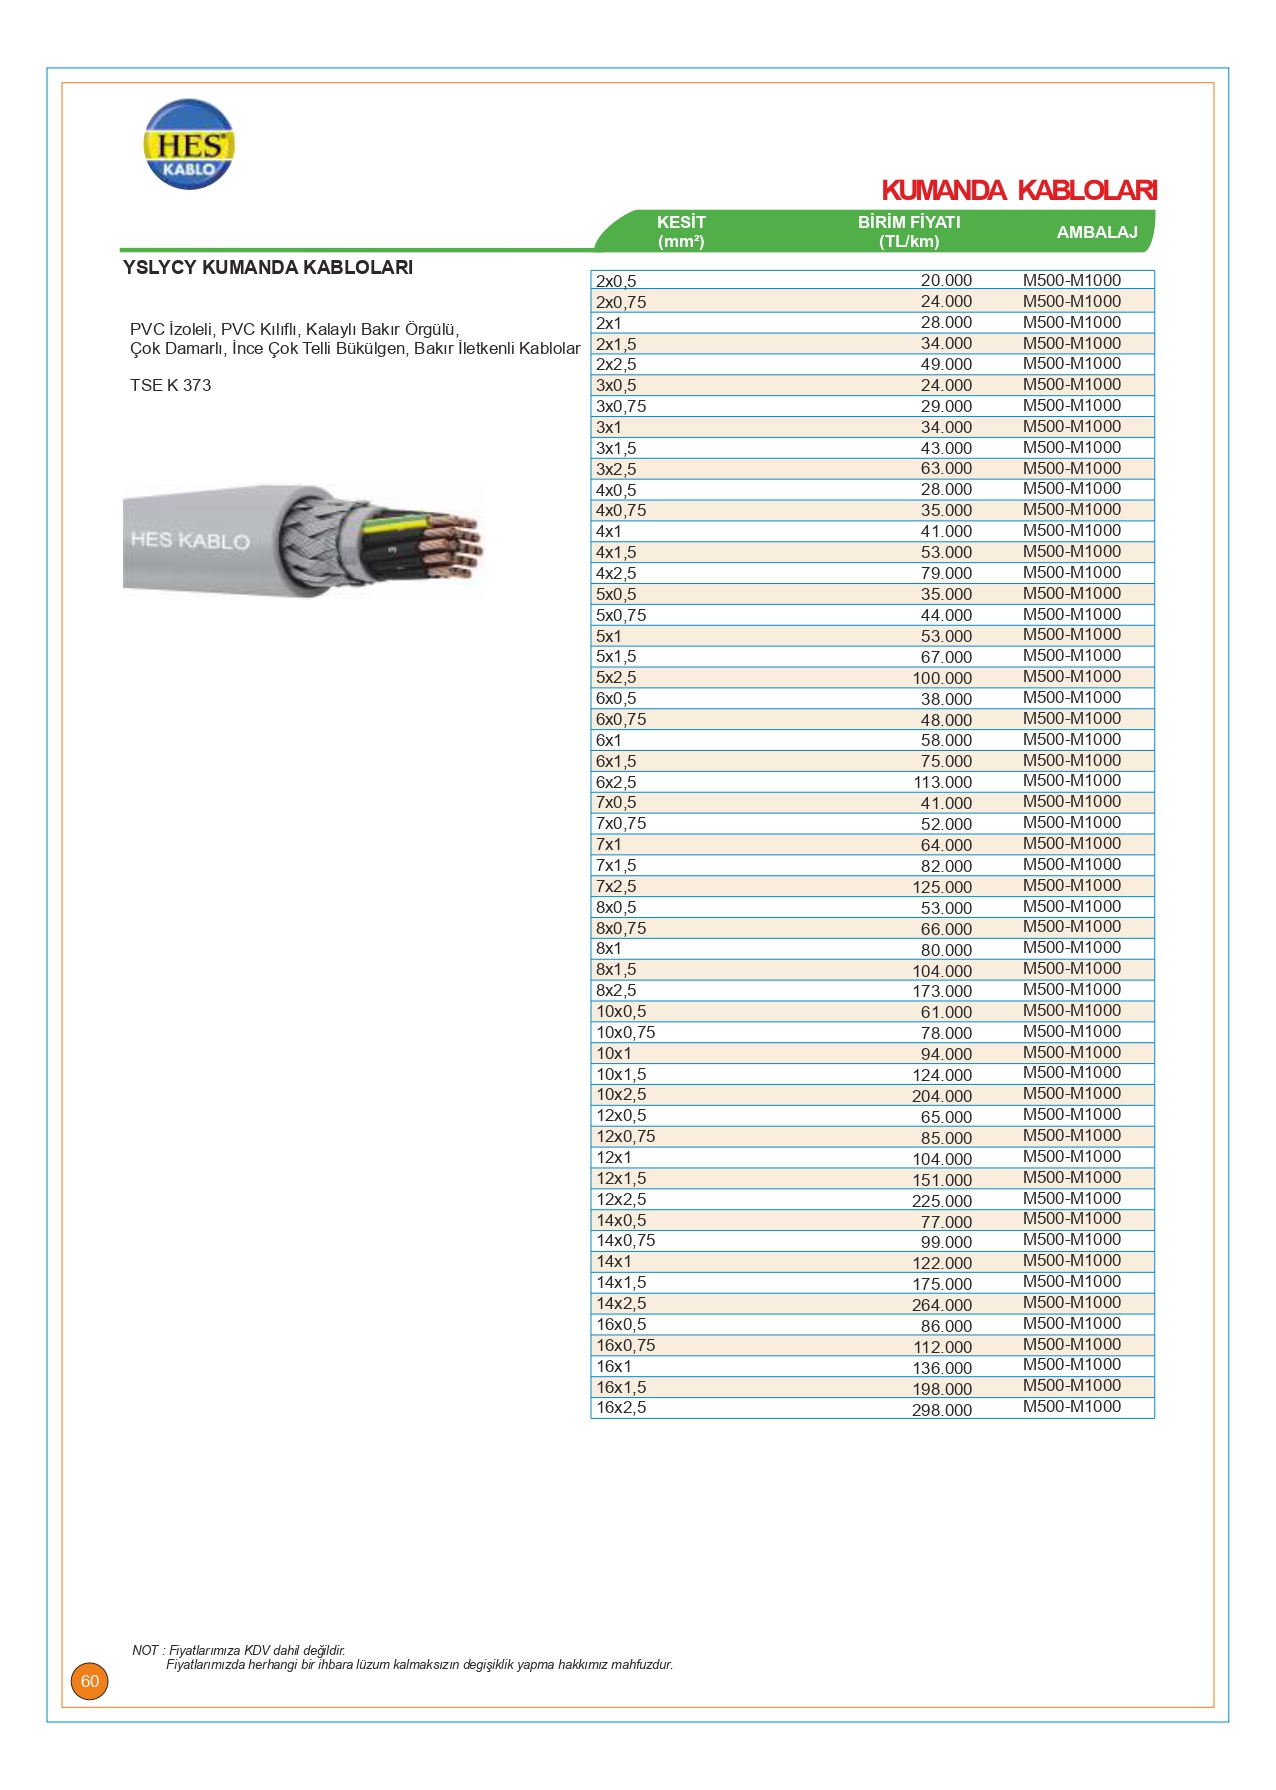 HES
KABLO
KUMANDA KABLOLARI
KESİT BİRİM FİYATI AMBALAJ
(mm²) (TL/km)
YSLYCY KUMANDA KABLOLARI
PVC İzoleli, PVC Kılıflı, Kalaylı Bakır Örgülü,
Çok Damarlı, İnce Çok Telli Bükülgen, Bakır İletkenli Kablolar
TSE K 373
HES KABLO
3
2x0,5 20.000 M500-M1000
2x0,75 24.000 M500-M1000
2x1 28.000 M500-M1000
2x1,5 34.000 M500-M1000
2x2,5 49.000 M500-M1000
3x0,5 24.000 M500-M1000
3x0,75 29.000 M500-M1000
3x1 34.000 M500-M1000
3x1,5 43.000 M500-M1000
3x2,5 63.000 M500-M1000
4x0,5 28.000 M500-M1000
4x0,75 35.000 M500-M1000
4x1 41.000 M500-M1000
4x1,5 53.000 M500-M1000
4x2,5 79.000 M500-M1000
5x0,5 35.000 M500-M1000
5x0,75 44.000 M500-M1000
5x1 53.000 M500-M1000
5x1,5 67.000 M500-M1000
5x2,5 100.000 M500-M1000
6x0,5 38.000 M500-M1000
6x0,75 48.000 M500-M1000
6x1 58.000 M500-M1000
6x1,5 75.000 M500-M1000
6x2,5 113.000 M500-M1000
7x0,5 41.000 M500-M1000
7x0,75 52.000 M500-M1000
7x1 64.000 M500-M1000
7x1,5 82.000 M500-M1000
7x2,5 125.000 M500-M1000
8x0,5 53.000 M500-M1000
8x0,75 66.000 M500-M1000
8x1 80.000 M500-M1000
8x1,5 104.000 M500-M1000
8x2,5 173.000 M500-M1000
10x0,5 61.000 M500-M1000
10x0,75 78.000 M500-M1000
10x1 94.000 M500-M1000
10x1,5 124.000 M500-M1000
10x2,5 204.000 M500-M1000
12x0,5 65.000 M500-M1000
12x0,75 85.000 M500-M1000
12x1 104.000 M500-M1000
12x1,5 151.000 M500-M1000
12x2,5 225.000 M500-M1000
14x0,5 77.000 M500-M1000
14x0,75 99.000 M500-M1000
14x1 122.000 M500-M1000
14x1,5 175.000 M500-M1000
14x2,5 264.000 M500-M1000
16x0,5 86.000 M500-M1000
16x0,75 112.000 M500-M1000
16x1 136.000 M500-M1000
16x1,5 198.000 M500-M1000
16x2,5 298.000 M500-M1000
NOT : Fiyatlarımıza KDV dahil değildir.
Fiyatlarımızda herhangi bir ihbara lüzum kalmaksızın degişiklik yapma hakkımız mahfuzdur.
60